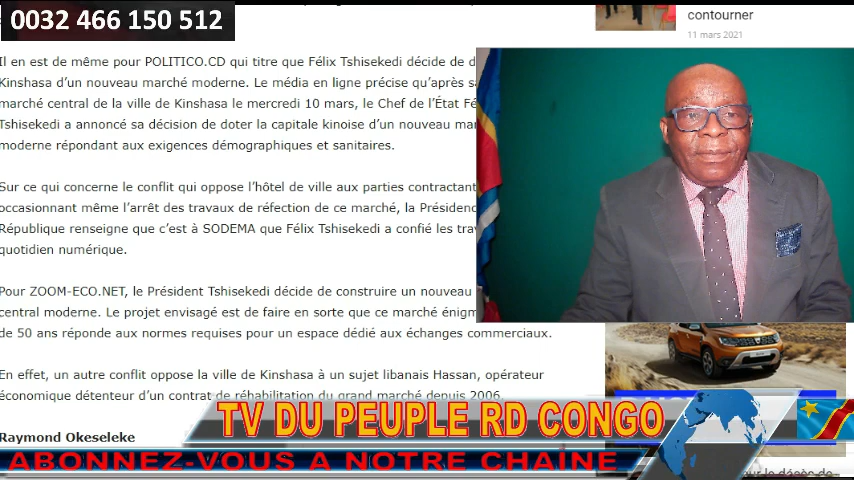 0032 466 150 512
contourner
11 mars 2021
Il en est de même pour POLITICO.CD qui titre que Félix Tshisekedi décide de d
Kinshasa d'un nouveau marché moderne. Le média en ligne précise qu'après sa
marché central de la ville de Kinshasa le mercredi 10 mars, le Chef de l'État Fé
Tshisekedi a annoncé sa décision de doter la capitale kinoise d'un nouveau mar
moderne répondant aux exigences démographiques et sanitaires.
Sur ce qui concerne le conflit qui oppose l'hôtel de ville aux parties contractant
occasionnant même l'arrêt des travaux de réfection de ce marché, la Présidenc
République renseigne que c'est à SODEMA que Félix Tshisekedi a confié les trav
quotidien numérique.
Pour ZOOM-ECO.NET, le Président Tshisekedi décide de construire un nouveau
central moderne. Le projet envisagé est de faire en sorte que ce marché énigm
de 50 ans réponde aux normes requises pour un espace dédié aux échanges commerciaux.
En effet, un autre conflit oppose la ville de Kinshasa à un sujet libanais Hassan, opérateur
économique détenteur d'un contrat de réhabilitation du grand marché depuis 2006.
TV DU PEUPLE RD CONGO
Raymond Okeseleke
ABONNEZ-VOUS A NOTRE CHAINE
le décès de